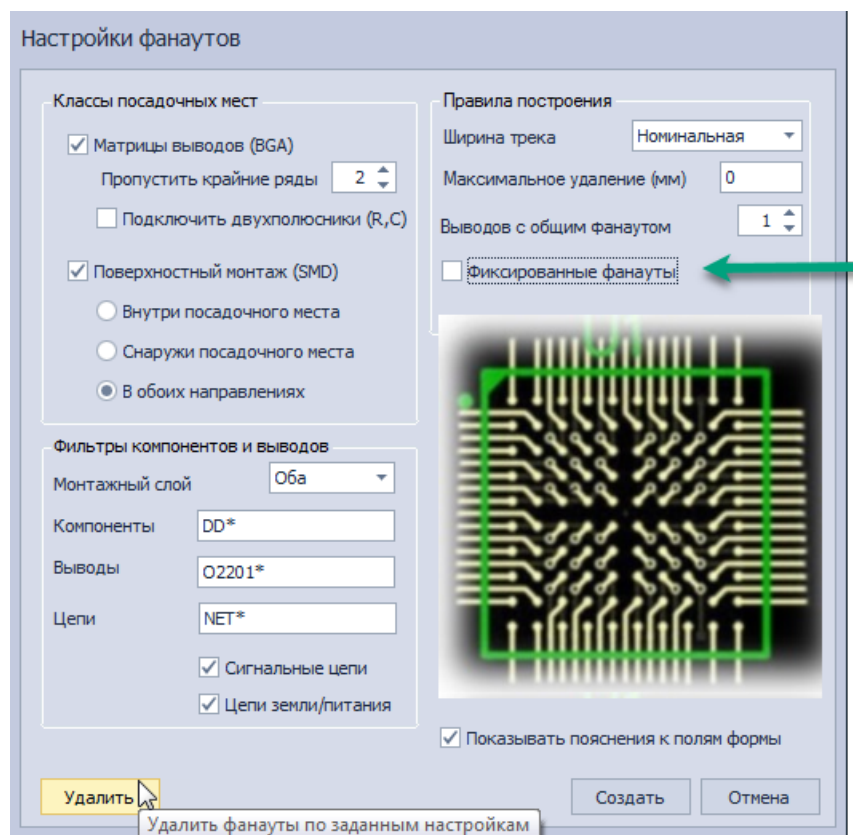 Настройки фанаутов
Классы посадочных мест
Матрицы выводов (BGA)
Пропустить крайние ряды 2
Подключить двухполюсники (R,C)
Поверхностный монтаж (SMD)
Внутри посадочного места
Снаружи посадочного места
В обоих направлениях
Фильтры компонентов и выводов
Монтажный слой Оба
Компоненты DD*
Выводы O2201*
Цепи NET*
Сигнальные цепи
Цепи земли/питания
Правила построения
Ширина трека Номинальная
Максимальное удаление (мм) 0
Выводов с общим фанаутом 1
Фиксированные фанауты
Показывать пояснения к полям формы
Удалить Создать Отмена
Удалить фанауты по заданным настройкам